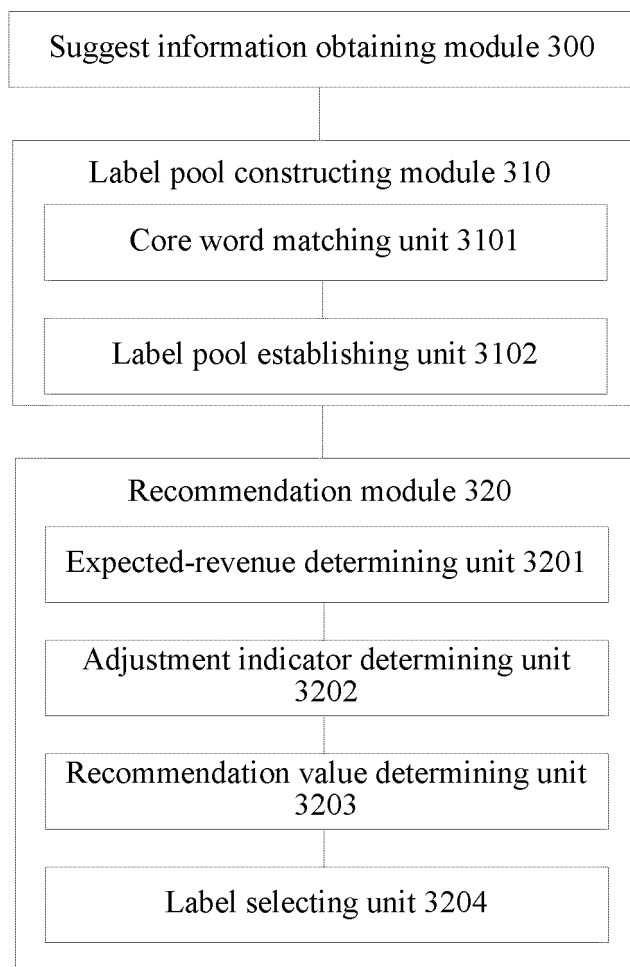 Suggest information obtaining module 300
Label pool constructing module 310
Core word matching unit 3101
Label pool establishing unit 3102
Recommendation module 320
Expected-revenue determining unit 3201
Adjustment indicator determining unit
3202
Recommendation value determining unit
3203
Label selecting unit 3204